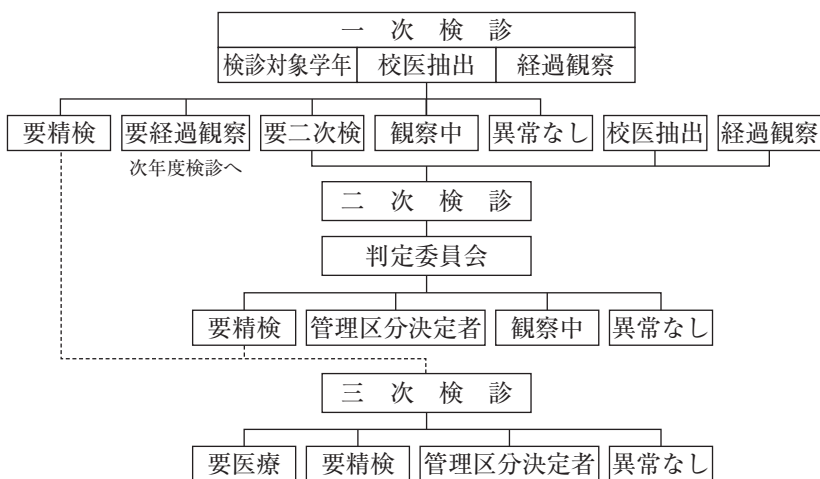 一次検診
検診対象学年 校医抽出 経過観察
要精検 要経過観察 要二次検 観察中 異常なし 校医抽出 経過観察
次年度検診へ
二次検診
判定委員会
要精検 管理区分決定者 観察中 異常なし
三次検診
要医療 要精検 管理区分決定者 異常なし